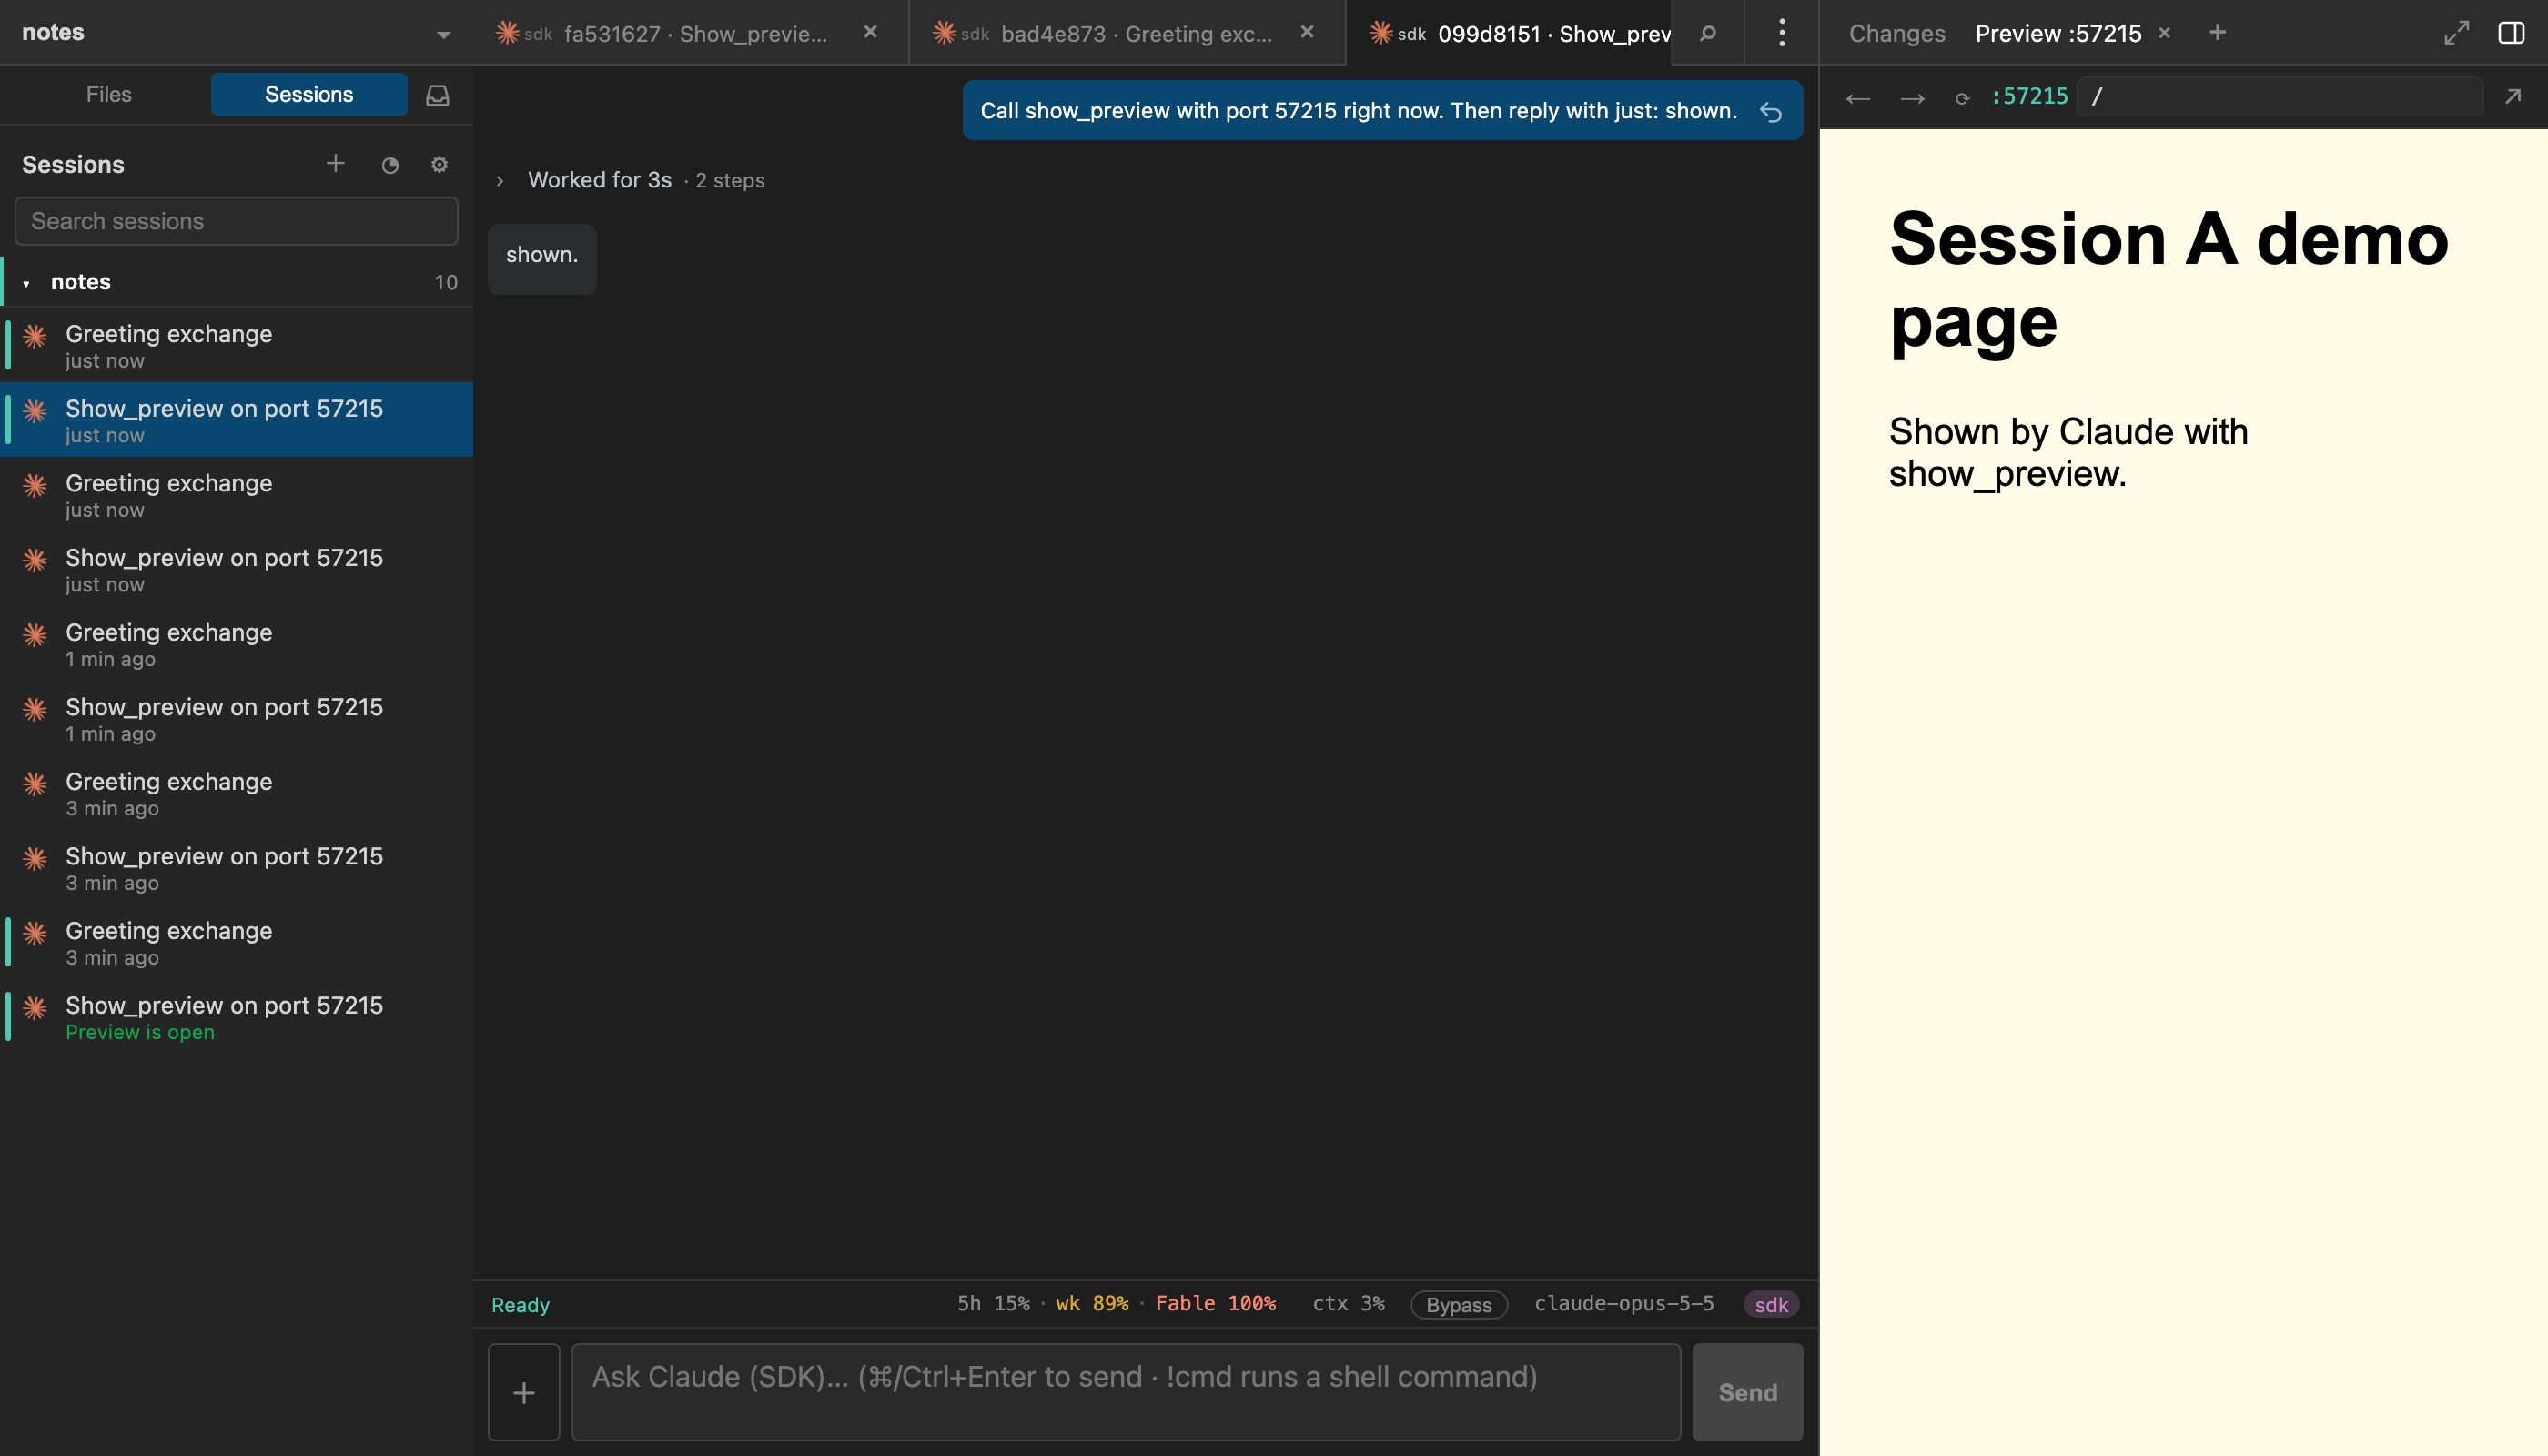 notes
sdk fa531627 · Show_previe...
sdk bad4e873 · Greeting exc...
sdk 099d8151 · Show_prev
Changes
Preview :57215
Files
Sessions
:57215 /
Call show_preview with port 57215 right now. Then reply with just: shown.
Sessions
Search sessions
notes
10
Greeting exchange
just now
Show_preview on port 57215
just now
Greeting exchange
just now
Show_preview on port 57215
just now
Greeting exchange
1 min ago
Show_preview on port 57215
1 min ago
Greeting exchange
3 min ago
Show_preview on port 57215
3 min ago
Greeting exchange
3 min ago
Show_preview on port 57215
Preview is open
Worked for 3s · 2 steps
shown.
Ready
5h 15% · wk 89% · Fable 100%
ctx 3%
Bypass
claude-opus-5-5
sdk
Ask Claude (SDK)... (⌘/Ctrl+Enter to send · !cmd runs a shell command)
Send
Session A demo
page
Shown by Claude with
show_preview.